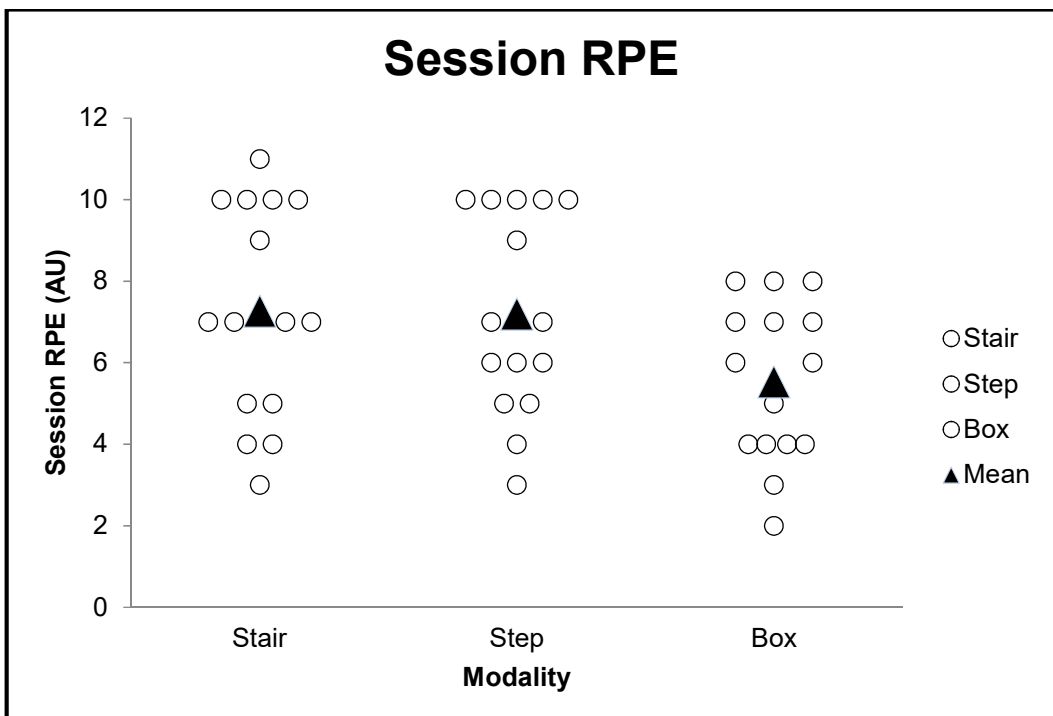 Session RPE
12
10
8
6
4
2
0
Session RPE (AU)
Stair
Step
Box
Modality
Stair
Step
Box
Mean